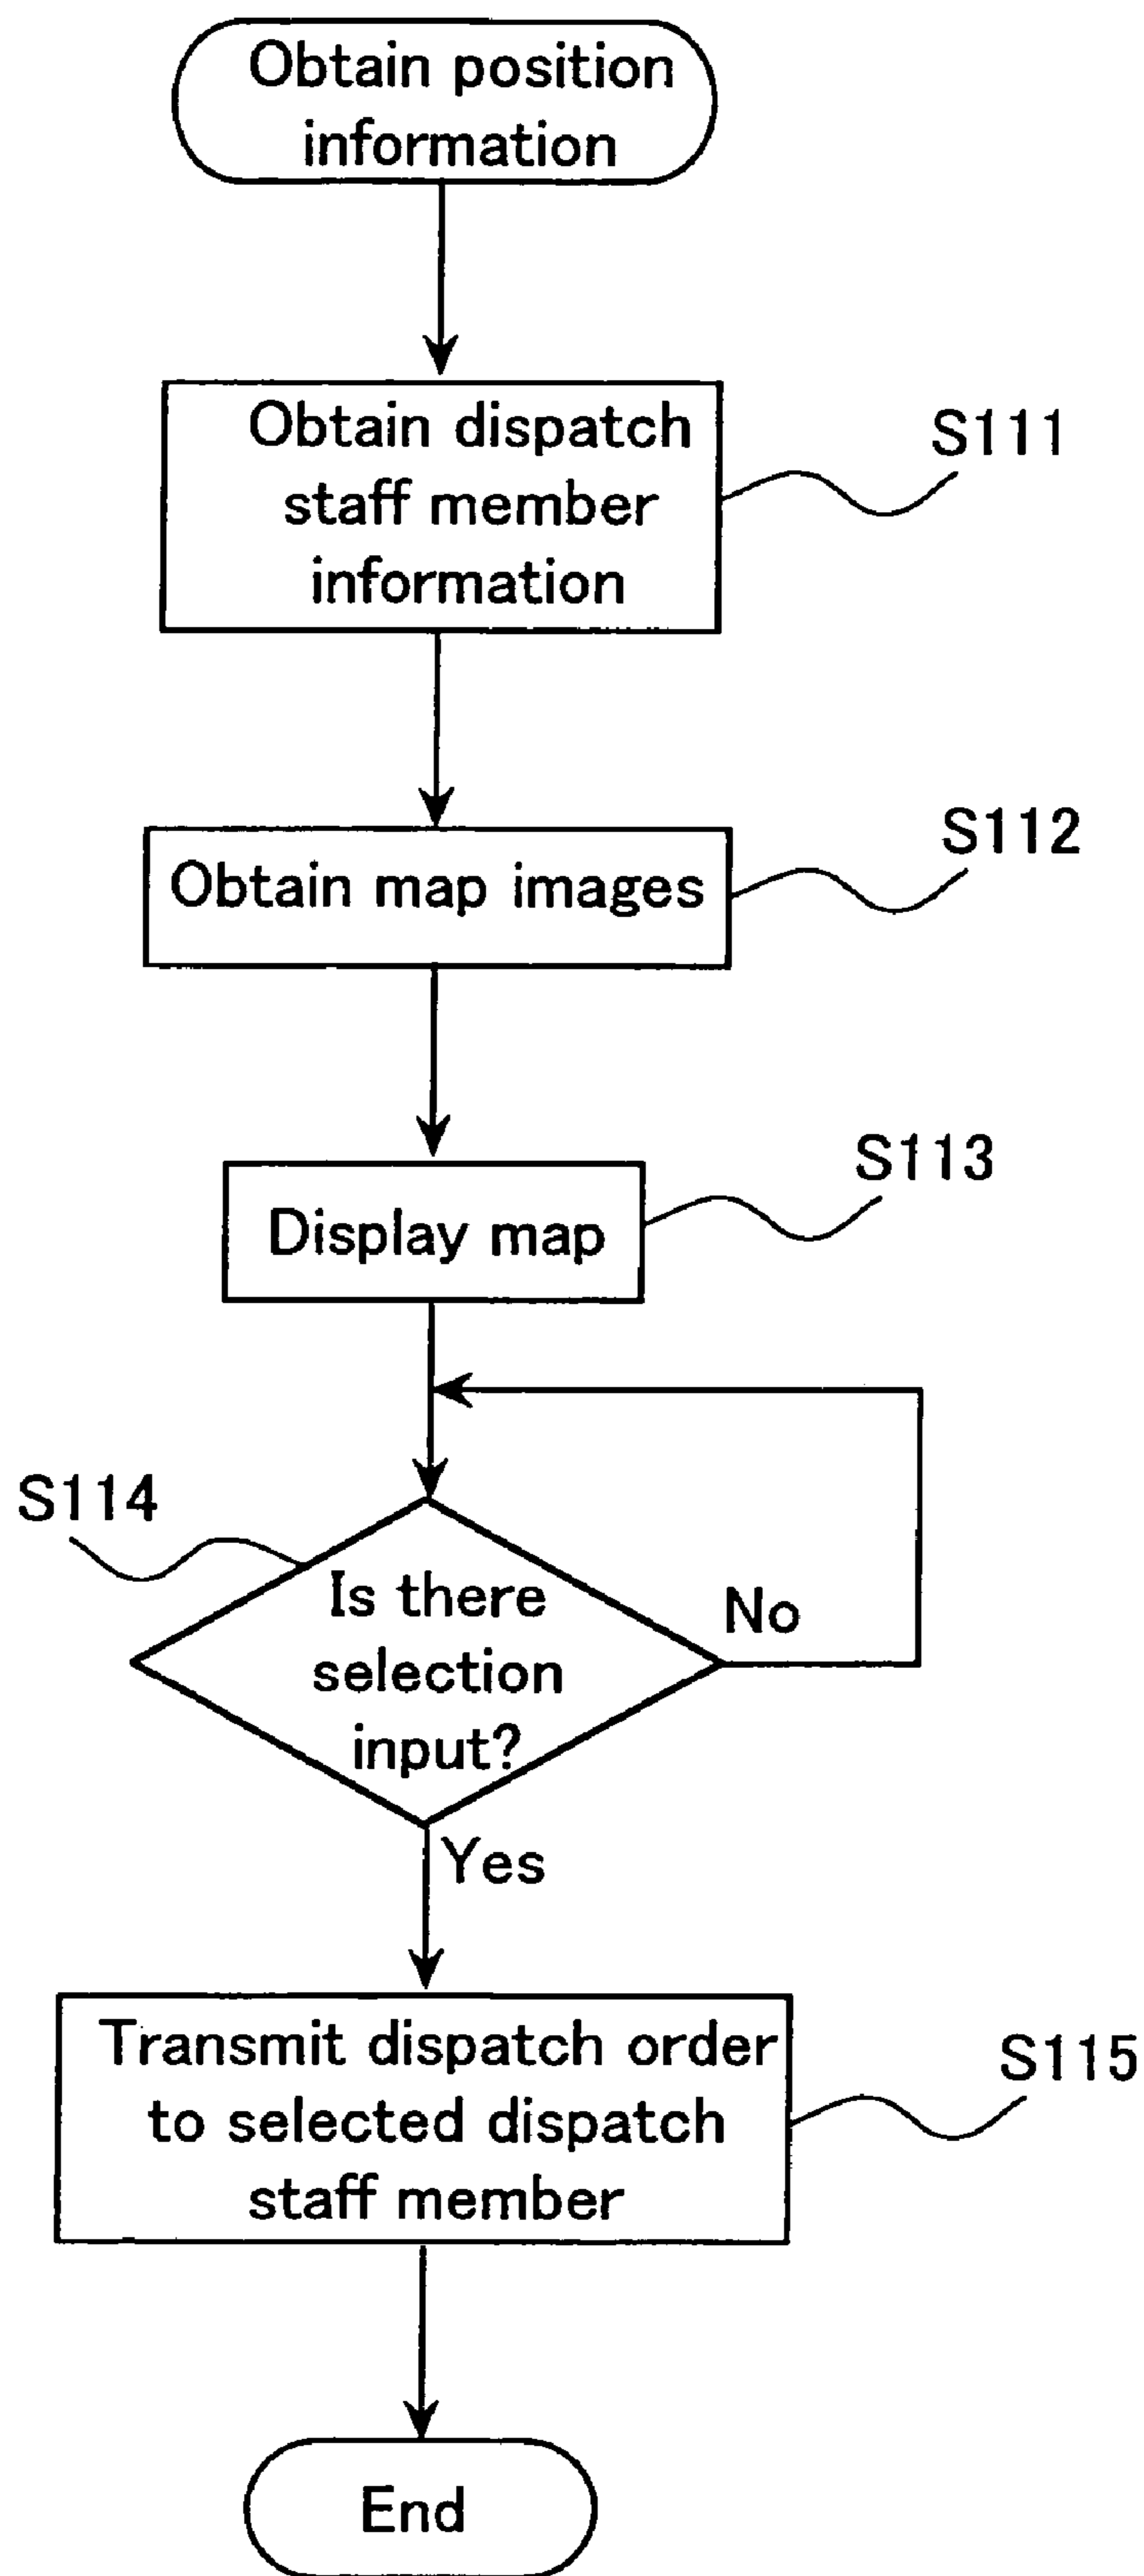 Obtain position
information
Obtain dispatch
staff member
information
S111
Obtain map images
S112
Display map
S113
S114
Is there
selection
input?
No
Yes
Transmit dispatch order
to selected dispatch
staff member
S115
End